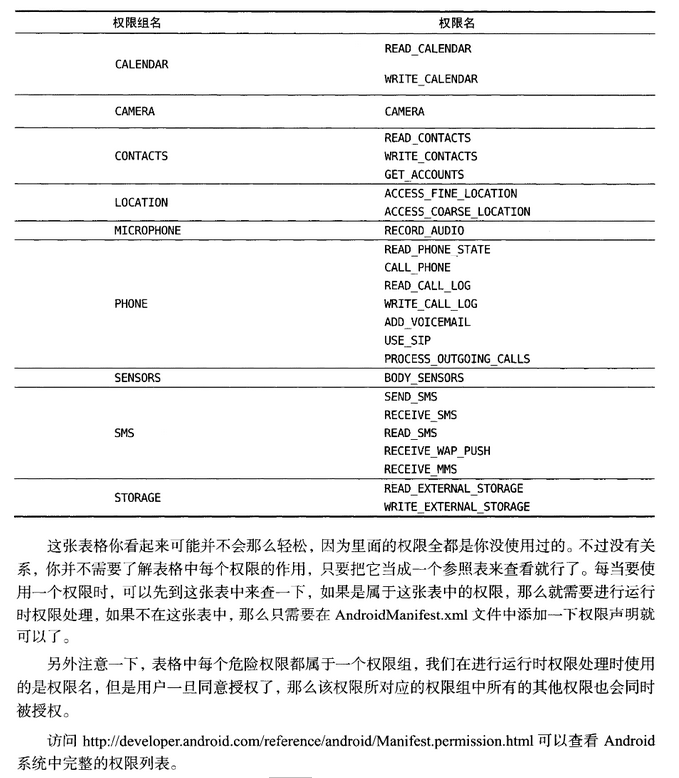 权限组名 权限名
CALENDAR
READ_CALENDAR
WRITE_CALENDAR
CAMERA CAMERA
CONTACTS
READ_CONTACTS
WRITE_CONTACTS
GET_ACCOUNTS
LOCATION
ACCESS_FINE_LOCATION
ACCESS_COARSE_LOCATION
MICROPHONE RECORD_AUDIO
PHONE
READ_PHONE_STATE
CALL_PHONE
READ_CALL_LOG
WRITE_CALL_LOG
ADD_VOICEMAIL
USE_SIP
PROCESS_OUTGOING_CALLS
SENSORS BODY_SENSORS
SMS
SEND_SMS
RECEIVE_SMS
READ_SMS
RECEIVE_WAP_PUSH
RECEIVE_MMS
STORAGE
READ_EXTERNAL_STORAGE
WRITE_EXTERNAL_STORAGE
这张表格你看起来可能并不会那么轻松，因为里面的权限全都是你没使用过的。不过没有关
系，你并不需要了解表格中每个权限的作用，只要把它当成一个参照表来查看就行了。每当要使
用一个权限时，可以先到这张表中来查一下，如果是属于这张表中的权限，那么就需要进行运行
时权限处理，如果不在这张表中，那么只需要在 AndroidManifest.xml 文件中添加一下权限声明就
可以了。
另外注意一下，表格中每个危险权限都属于一个权限组，我们在进行运行时权限处理时使用
的是权限名，但是用户一旦同意授权了，那么该权限所对应的权限组中所有的其他权限也会同时
被授权。
访问 http://developer.android.com/reference/android/Manifest.permission.html 可以查看 Android
系统中完整的权限列表。